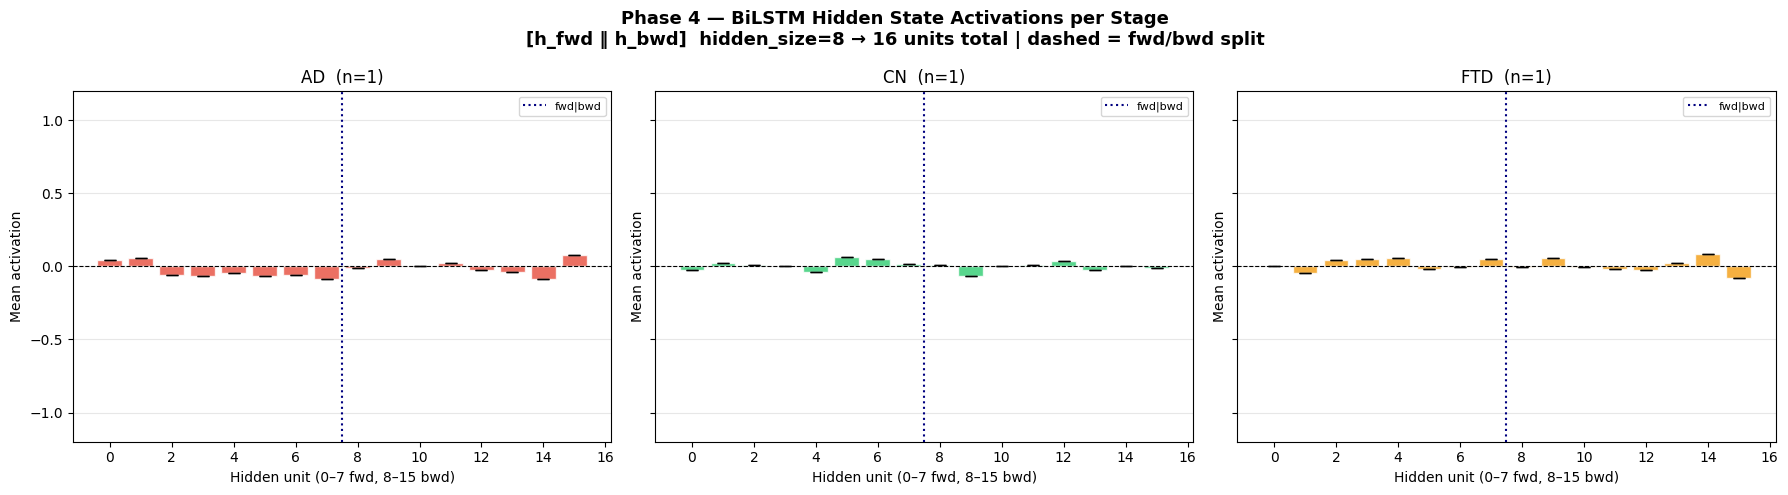 Phase 4 — BiLSTM Hidden State Activations per Stage
[h_fwd ∥ h_bwd]  hidden_size=8 → 16 units total | dashed = fwd/bwd split
AD  (n=1)
CN  (n=1)
FTD  (n=1)
fwd|bwd
fwd|bwd
fwd|bwd
Mean activation
Mean activation
Mean activation
1.0
0.5
0.0
−0.5
−1.0
0 2 4 6 8 10 12 14 16
0 2 4 6 8 10 12 14 16
0 2 4 6 8 10 12 14 16
Hidden unit (0–7 fwd, 8–15 bwd)
Hidden unit (0–7 fwd, 8–15 bwd)
Hidden unit (0–7 fwd, 8–15 bwd)